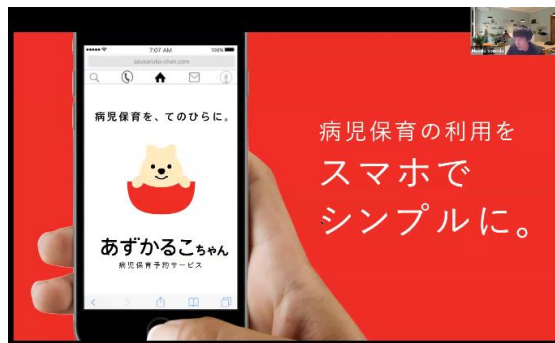 7:07 AM
100%
azukaruko-chan.com
病児保育を、てのひらに。
あずかるこちゃん
病児保育予約サービス
病児保育の利用を
スマホで
シンプルに。